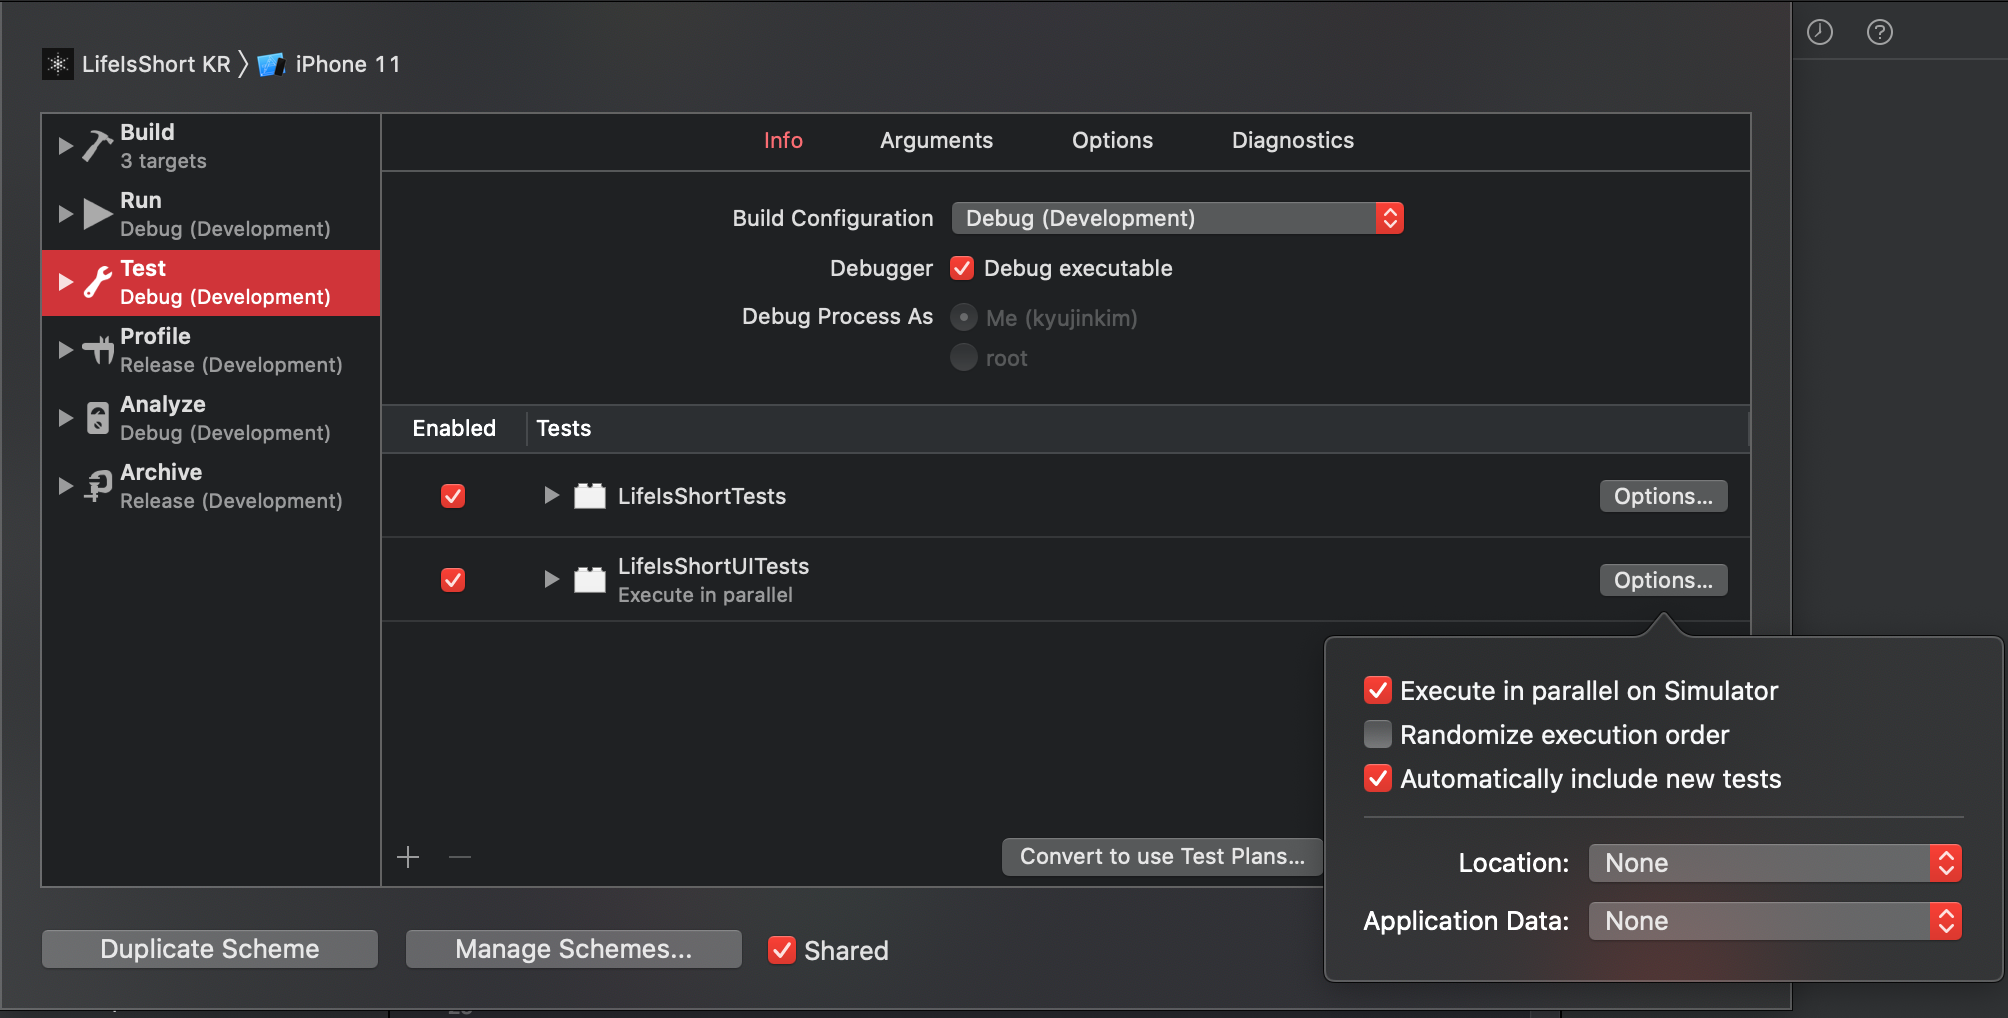 LifeIsShort KR
iPhone 11
Build
3 targets
Run
Debug (Development)
Test
Debug (Development)
Profile
Release (Development)
Analyze
Debug (Development)
Archive
Release (Development)
Info
Arguments
Options
Diagnostics
Build Configuration
Debug (Development)
Debugger
Debug executable
Debug Process As
Me (kyujinkim)
root
Enabled
Tests
LifeIsShortTests
Options...
LifeIsShortUITests
Execute in parallel
Options...
Execute in parallel on Simulator
Randomize execution order
Automatically include new tests
Location:
None
Application Data:
None
Convert to use Test Plans...
Duplicate Scheme
Manage Schemes...
Shared